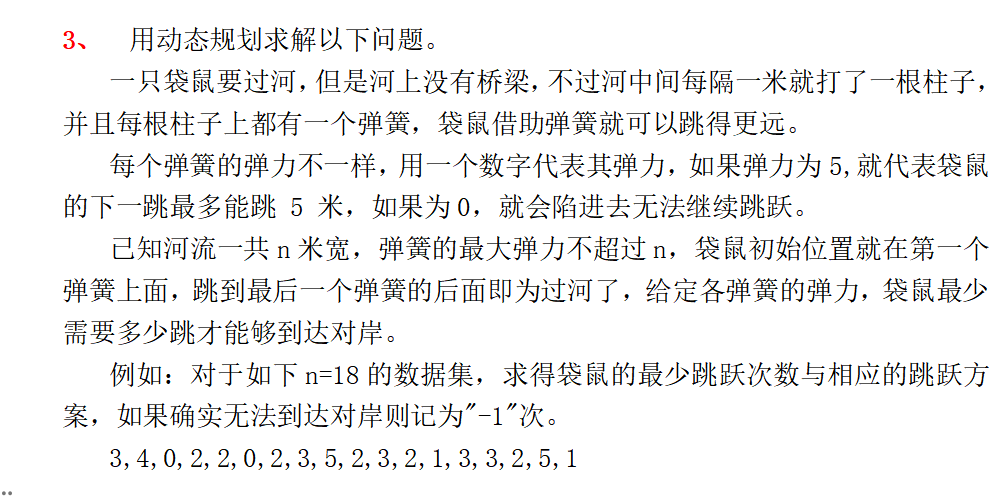 3、 用动态规划求解以下问题。
一只袋鼠要过河，但是河上没有桥梁，不过河中间每隔一米就打了一根柱子，
并且每根柱子上都有一个弹簧，袋鼠借助弹簧就可以跳得更远。
每个弹簧的弹力不一样，用一个数字代表其弹力，如果弹力为5,就代表袋鼠
的下一跳最多能跳 5 米，如果为0，就会陷进去无法继续跳跃。
已知河流一共n米宽，弹簧的最大弹力不超过n，袋鼠初始位置就在第一个
弹簧上面，跳到最后一个弹簧的后面即为过河了，给定各弹簧的弹力，袋鼠最少
需要多少跳才能够到达对岸。
例如：对于如下n=18的数据集，求得袋鼠的最少跳跃次数与相应的跳跃方
案，如果确实无法到达对岸则记为"-1"次。
3,4,0,2,2,0,2,3,5,2,3,2,1,3,3,2,5,1